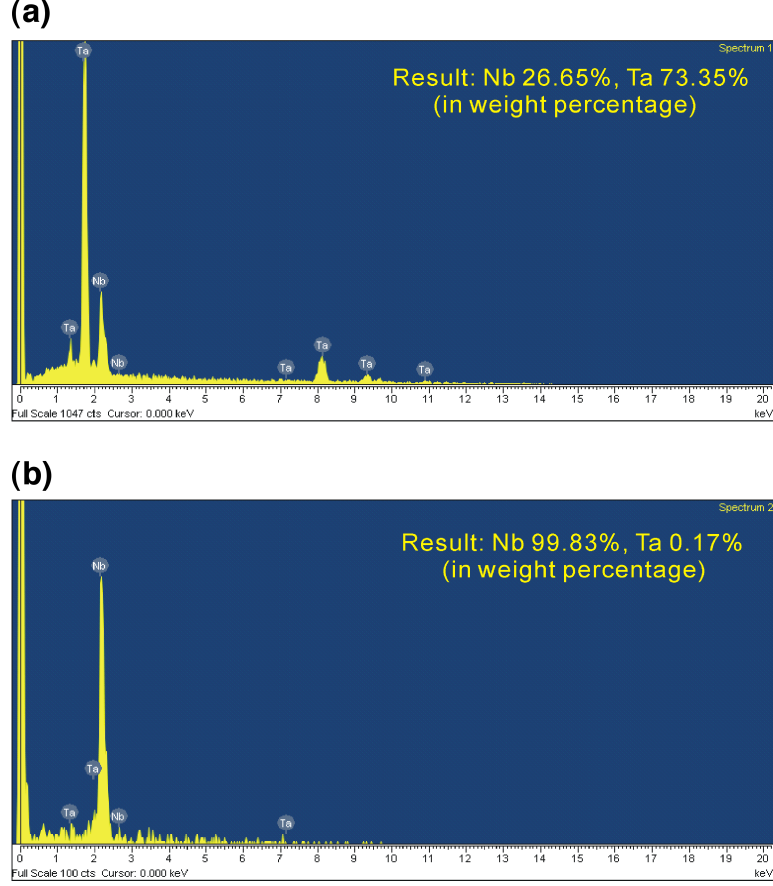 (a)
Spectrum 1
Result: Nb 26.65%, Ta 73.35%
(in weight percentage)
Ta
Nb
Ta
Nb
Ta
Ta
Ta
Ta
0 1 2 3 4 5 6 7 8 9 10 11 12 13 14 15 16 17 18 19 20
Full Scale 1047 cts Cursor: 0.000 keV
keV
(b)
Spectrum 2
Result: Nb 99.83%, Ta 0.17%
(in weight percentage)
Nb
Ta
Ta
Nb
Ta
0 1 2 3 4 5 6 7 8 9 10 11 12 13 14 15 16 17 18 19 20
Full Scale 100 cts Cursor: 0.000 keV
keV